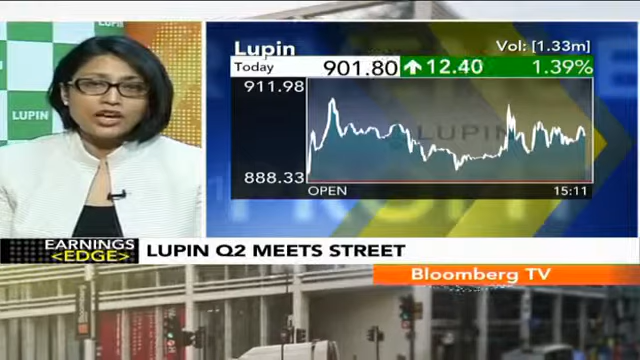 LUPIN
LUPIN
LUPIN
Lupin
Vol: [1.33m]
Today
901.80
12.40
1.39%
911.98
LUPIN
888.33
OPEN
15:11
EARNINGS
<EDGE>
LUPIN Q2 MEETS STREET
Bloomberg TV